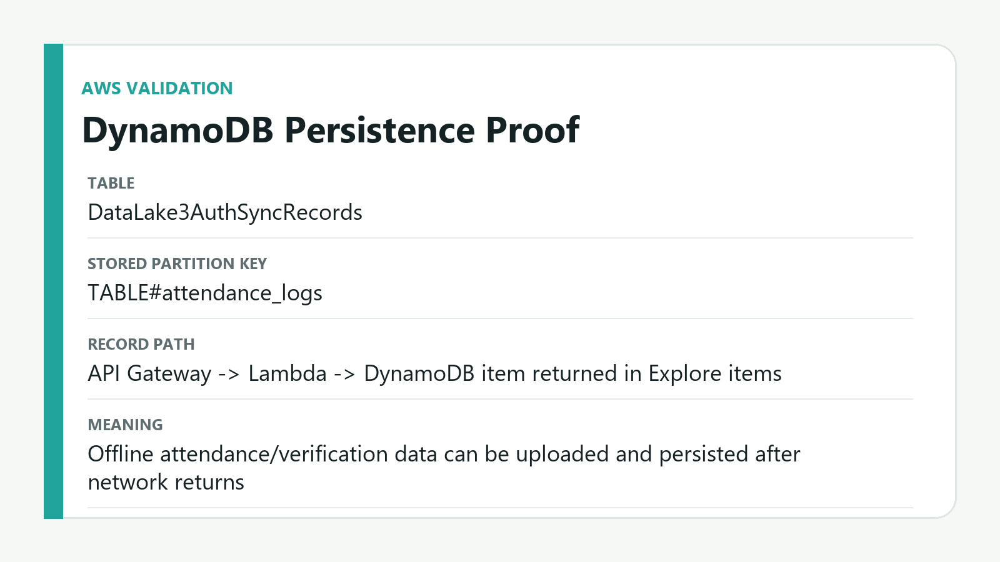 AWS VALIDATION
DynamoDB Persistence Proof
TABLE
DataLake3AuthSyncRecords
STORED PARTITION KEY
TABLE#attendance_logs
RECORD PATH
API Gateway -> Lambda -> DynamoDB item returned in Explore items
MEANING
Offline attendance/verification data can be uploaded and persisted after
network returns